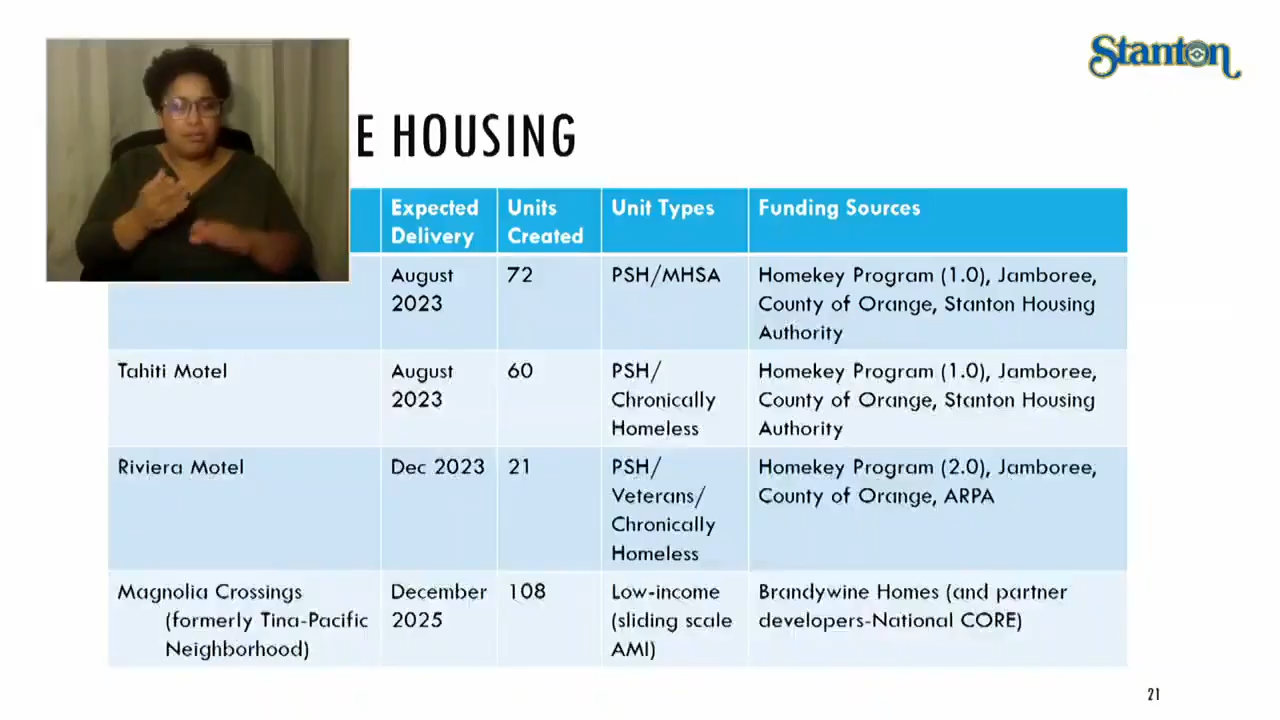 Stanton
E HOUSING
Expected Delivery
Units Created
Unit Types
Funding Sources
August 2023
72
PSH/MHSA
Homekey Program (1.0), Jamboree,
County of Orange, Stanton Housing
Authority
Tahiti Motel
August 2023
60
PSH/
Chronically
Homeless
Homekey Program (1.0), Jamboree,
County of Orange, Stanton Housing
Authority
Riviera Motel
Dec 2023
21
PSH/
Veterans/
Chronically
Homeless
Homekey Program (2.0), Jamboree,
County of Orange, ARPA
Magnolia Crossings
(formerly Tina-Pacific
Neighborhood)
December
2025
108
Low-income
(sliding scale
AMI)
Brandywine Homes (and partner
developers-National CORE)
21